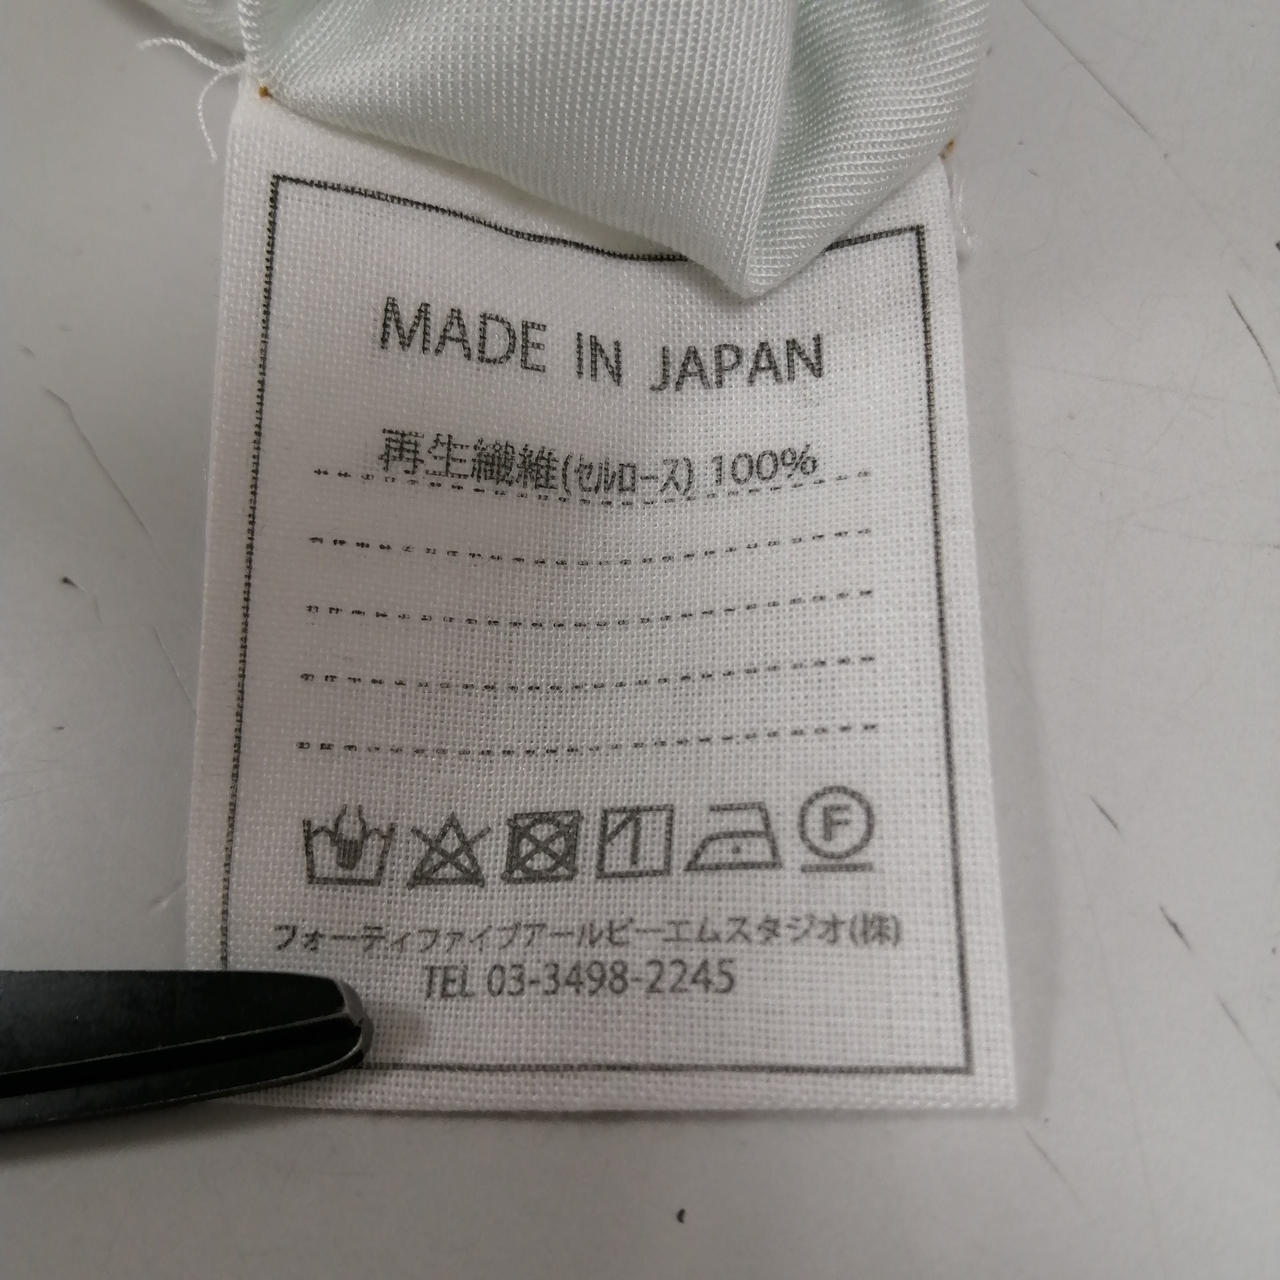 MADE IN JAPAN
再生繊維(セルロース) 100%
F
フォーティファイブアールピーエムスタジオ(株)
TEL 03-3498-2245